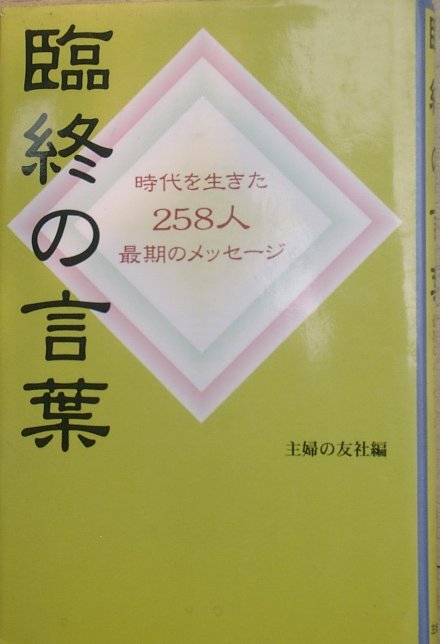 臨終の言葉
時代を生きた
258人
最期のメッセージ
主婦の友社編